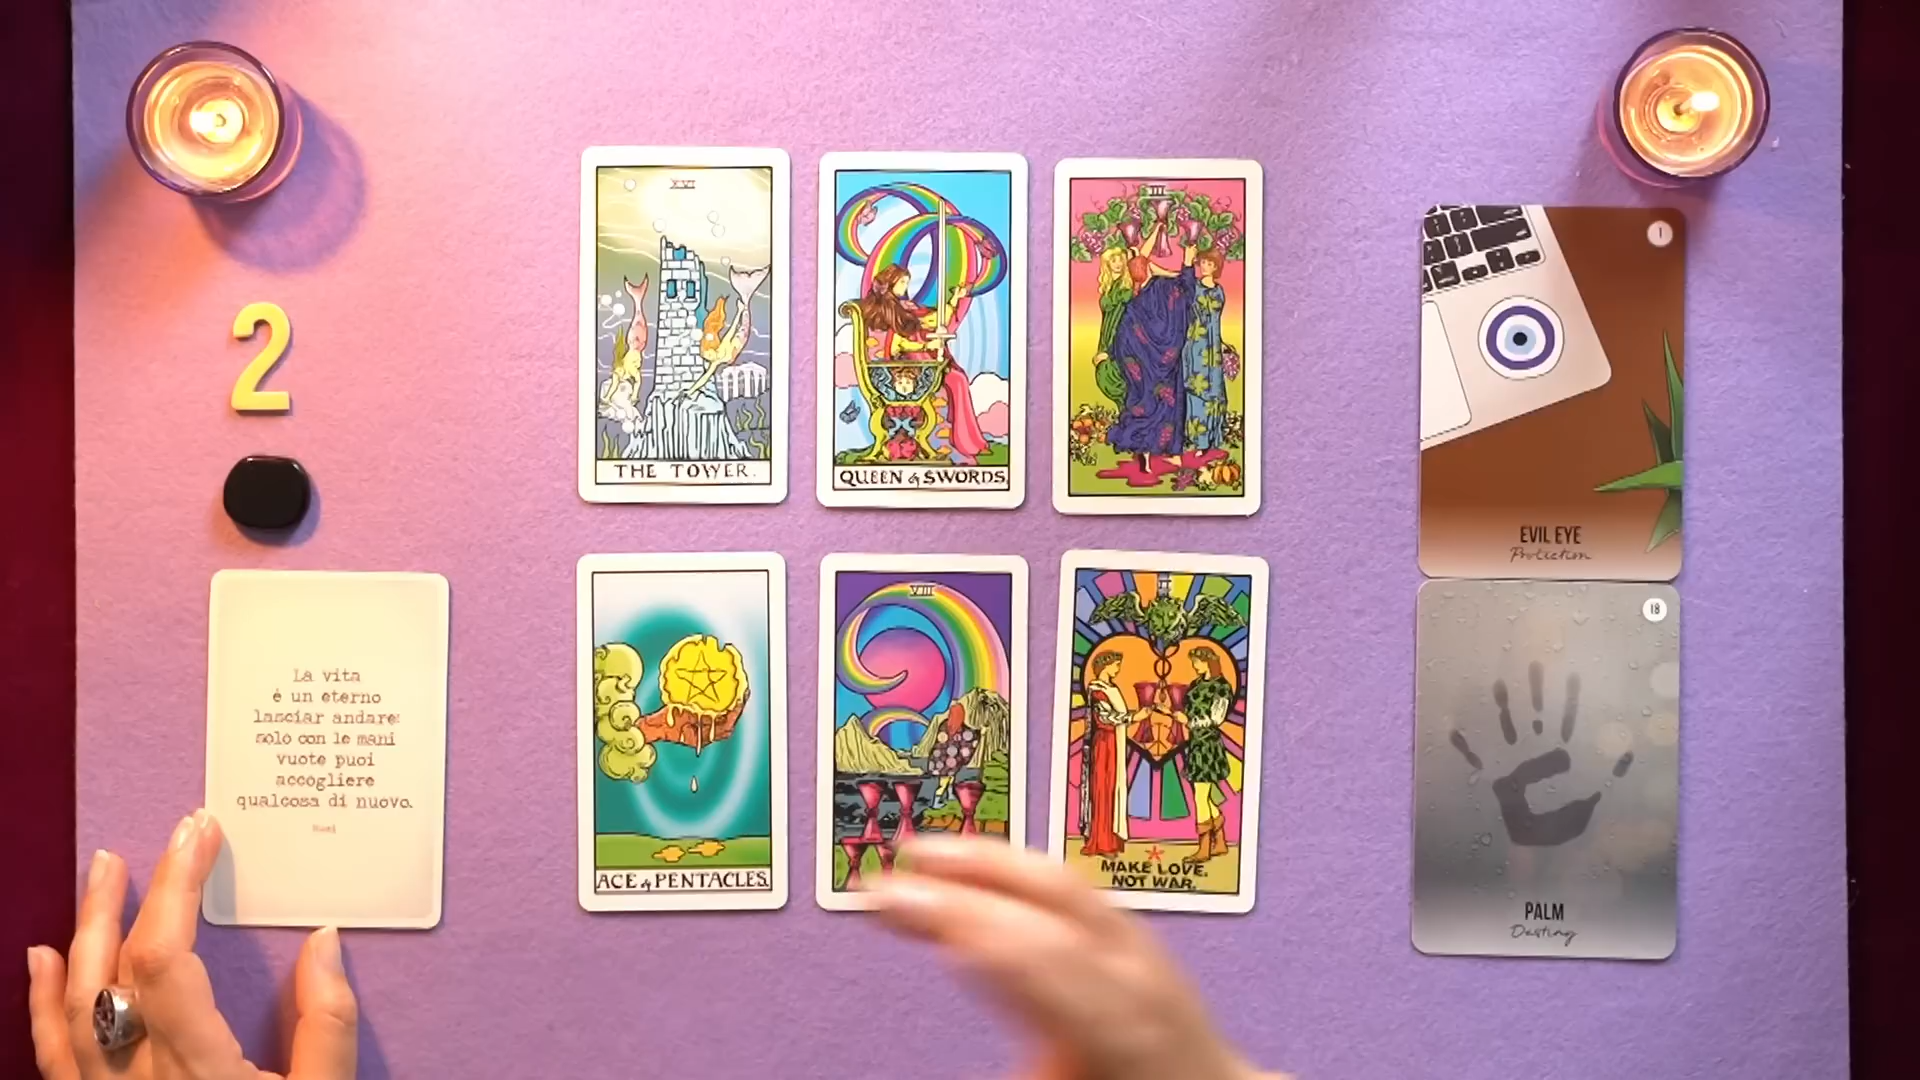 2
La vita
è un eterno
lasciar andare:
solo con le mani
vuote puoi
accogliere
qualcosa di nuovo.
Rumi
XVI
THE TOWER.
QUEEN of SWORDS.
III
ACE of PENTACLES.
VIII
II
MAKE LOVE.
NOT WAR.
1
EVIL EYE
Protection
18
PALM
Destiny